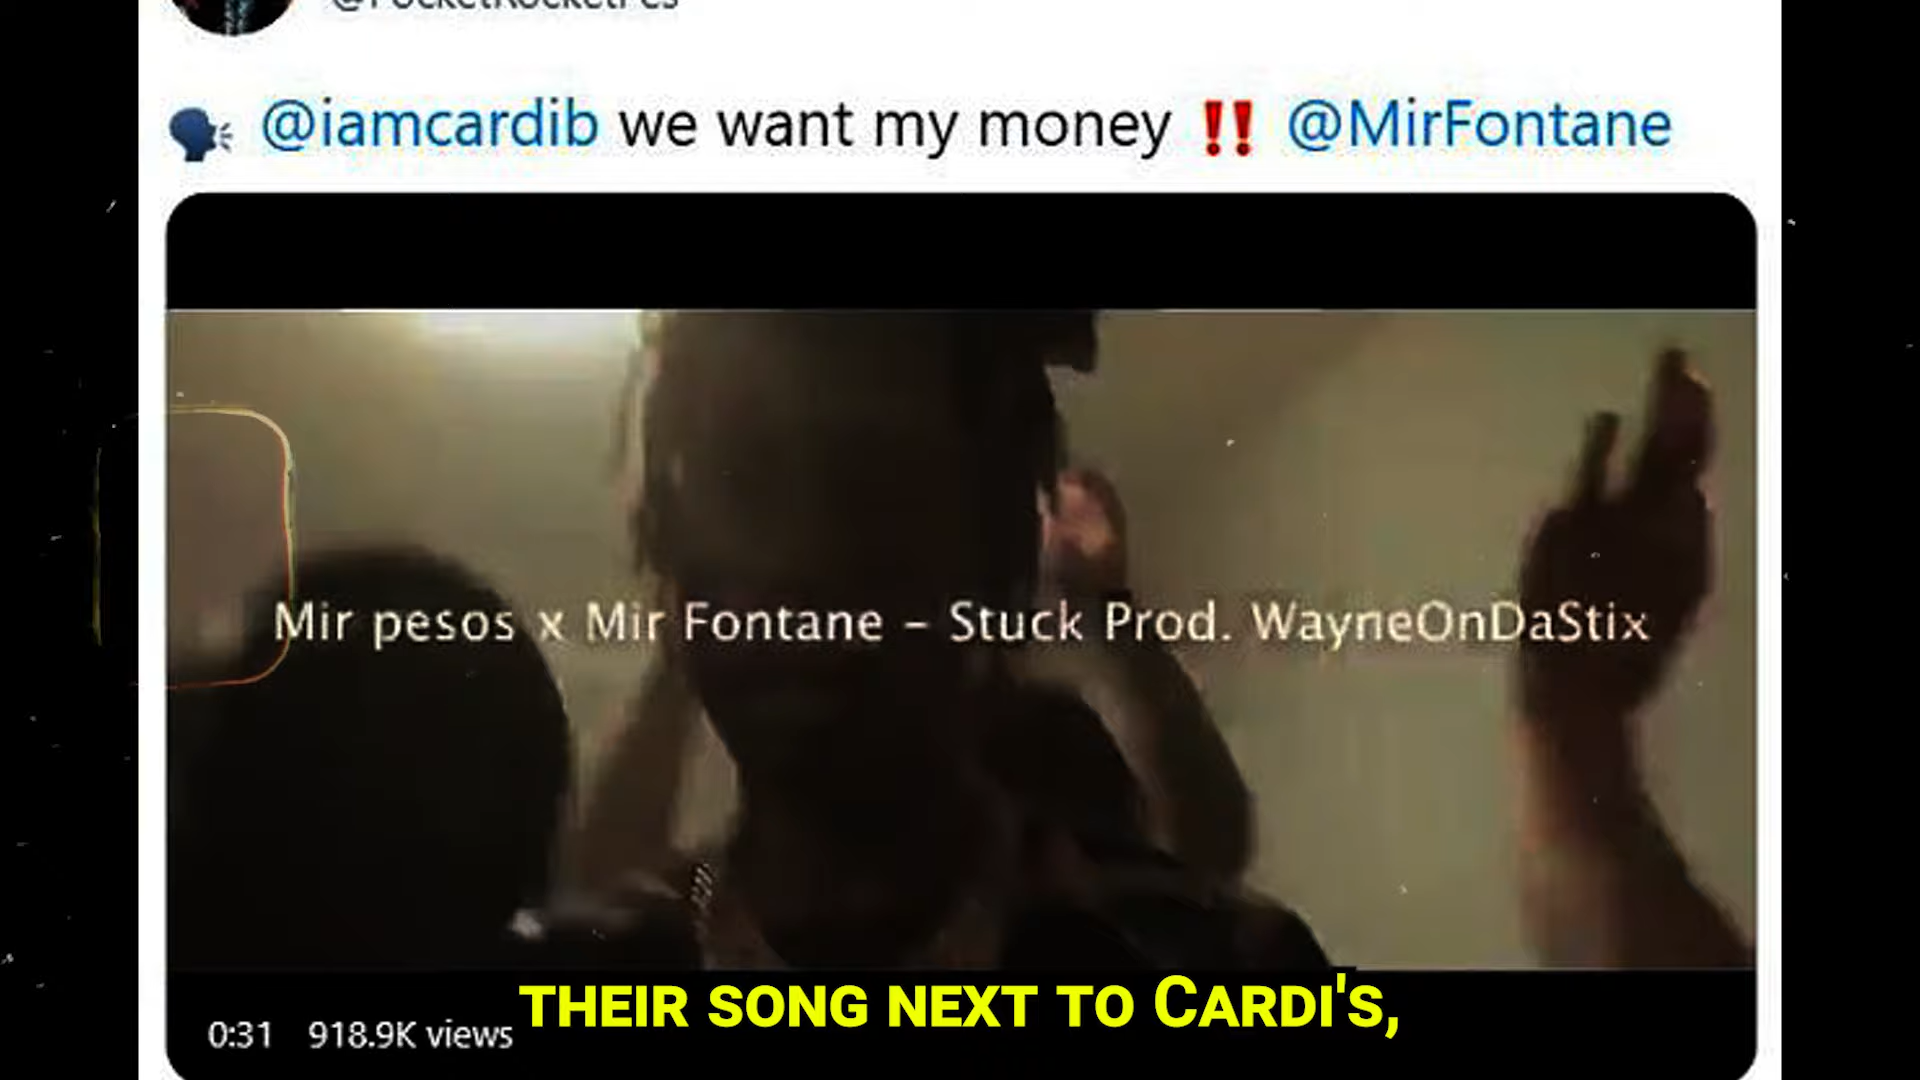 @PocketRocketPes
🗣 @iamcardib we want my money ‼ @MirFontane
Mir pesos x Mir Fontane – Stuck Prod. WayneOnDaStix
THEIR SONG NEXT TO CARDI'S,
0:31 918.9K views